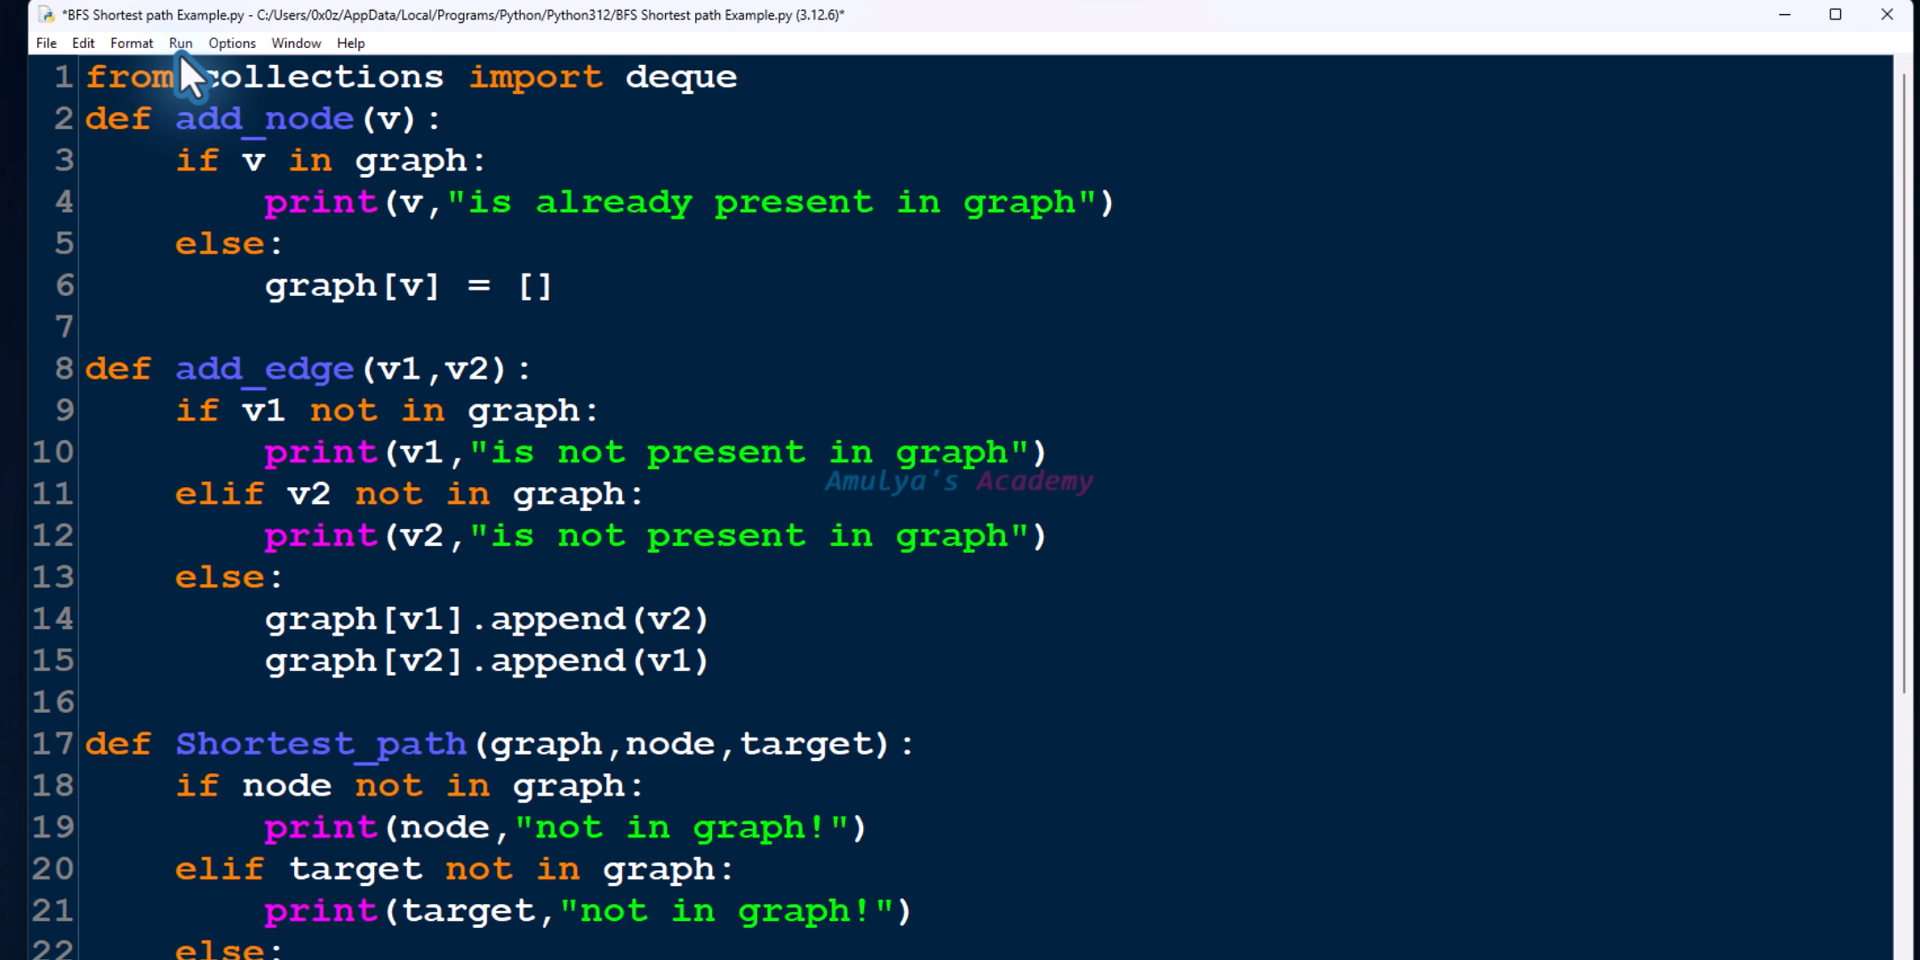 *BFS Shortest path Example.py - C:/Users/0x0z/AppData/Local/Programs/Python/Python312/BFS Shortest path Example.py (3.12.6)*
File Edit Format Run Options Window Help
1 from collections import deque
2 def add_node(v):
3 if v in graph:
4 print(v,"is already present in graph")
5 else:
6 graph[v] = []
7
8 def add_edge(v1,v2):
9 if v1 not in graph:
10 print(v1,"is not present in graph")
Amulya's Academy
11 elif v2 not in graph:
12 print(v2,"is not present in graph")
13 else:
14 graph[v1].append(v2)
15 graph[v2].append(v1)
16
17 def Shortest_path(graph,node,target):
18 if node not in graph:
19 print(node,"not in graph!")
20 elif target not in graph:
21 print(target,"not in graph!")
22 else: